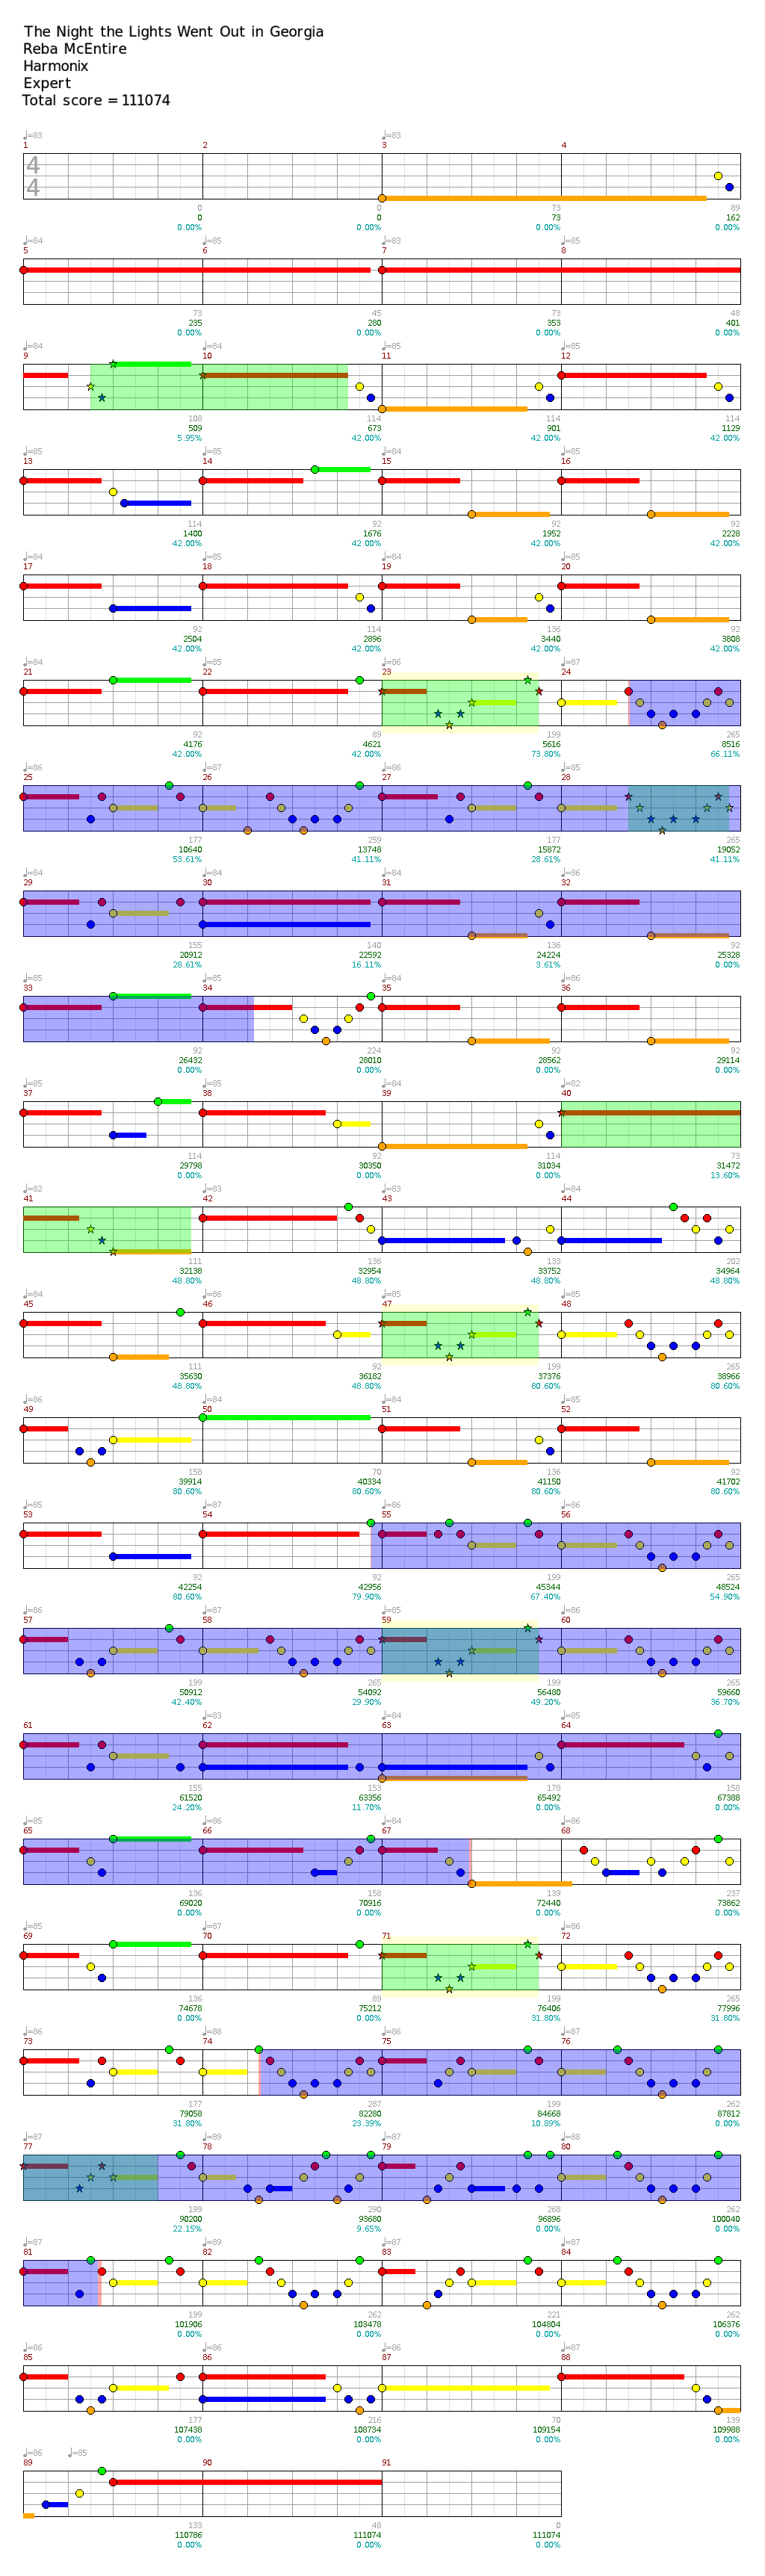 The Night the Lights Went Out in Georgia
Reba McEntire
Harmonix
Expert
Total score = 111074
♩=83 ♩=83
1 2 3 4
4
4
0 0 73 89
0 0 73 162
0.00% 0.00% 0.00% 0.00%
♩=84 ♩=85 ♩=83 ♩=85
5 6 7 8
73 45 73 48
235 280 353 401
0.00% 0.00% 0.00% 0.00%
♩=84 ♩=84 ♩=85
9 10 11 12
108 114 114 114
509 673 901 1129
5.95% 42.00% 42.00% 42.00%
♩=84 ♩=85 ♩=84
13 14 15 16
114 92 92 92
1400 1676 1952 2228
42.00% 42.00% 42.00% 42.00%
♩=84 ♩=85 ♩=84
17 18 19 20
92 114 136 92
2504 2896 3440 3808
42.00% 42.00% 42.00% 42.00%
♩=84 ♩=85 ♩=86 ♩=87
21 22 23 24
92 89 199 265
4176 4621 5616 8516
42.00% 42.00% 73.80% 66.11%
♩=86 ♩=87 ♩=86 ♩=87
25 26 27 28
177 259 177 265
10640 13748 15872 19052
53.61% 41.11% 28.61% 41.11%
♩=84 ♩=84 ♩=86
29 30 31 32
155 140 136 92
20912 22592 24224 25328
28.61% 16.11% 3.61% 0.00%
♩=85 ♩=85 ♩=86
33 34 35 36
92 224 92 92
26432 28010 28562 29114
0.00% 0.00% 0.00% 0.00%
♩=85 ♩=84 ♩=82
37 38 39 40
114 92 114 73
29798 30350 31034 31472
0.00% 0.00% 0.00% 13.60%
♩=82 ♩=83 ♩=83 ♩=84
41 42 43 44
111 136 133 202
32138 32954 33752 34964
48.80% 48.80% 48.80% 48.80%
♩=84 ♩=84 ♩=85
45 46 47 48
111 92 199 265
35630 36182 37376 38966
48.80% 48.80% 80.60% 80.60%
♩=86 ♩=84 ♩=84
49 50 51 52
158 70 136 92
39914 40334 41150 41702
80.60% 80.60% 80.60% 80.60%
♩=87 ♩=85 ♩=86
53 54 55 56
92 92 199 265
42254 42956 45344 48524
80.60% 79.90% 67.40% 54.90%
♩=86 ♩=87 ♩=85 ♩=86
57 58 59 60
199 265 199 265
50912 54092 56480 59660
42.40% 29.90% 49.20% 36.70%
♩=83 ♩=84 ♩=85
61 62 63 64
155 153 178 158
61520 63356 65492 67388
24.20% 11.70% 0.00% 0.00%
♩=85 ♩=86 ♩=84
65 66 67 68
136 158 139 237
69020 70916 72440 73862
0.00% 0.00% 0.00% 0.00%
♩=85 ♩=84 ♩=86
69 70 71 72
136 89 199 265
74678 75212 76406 77996
0.00% 0.00% 31.80% 31.80%
♩=86 ♩=88 ♩=86 ♩=87
73 74 75 76
177 287 199 262
79058 82280 84668 87812
31.80% 23.39% 10.89% 0.00%
♩=87 ♩=89 ♩=87 ♩=88
77 78 79 80
199 290 268 262
90200 93680 96896 100040
22.15% 9.65% 0.00% 0.00%
♩=87 ♩=89 ♩=87 ♩=87
81 82 83 84
199 262 221 262
101906 103478 104804 106376
0.00% 0.00% 0.00% 0.00%
♩=86 ♩=86 ♩=87
85 86 87 88
177 216 70 139
107438 108734 109154 109988
0.00% 0.00% 0.00% 0.00%
♩=86 ♩=85
89 90 91
133 48 0
110786 111074 111074
0.00% 0.00% 0.00%